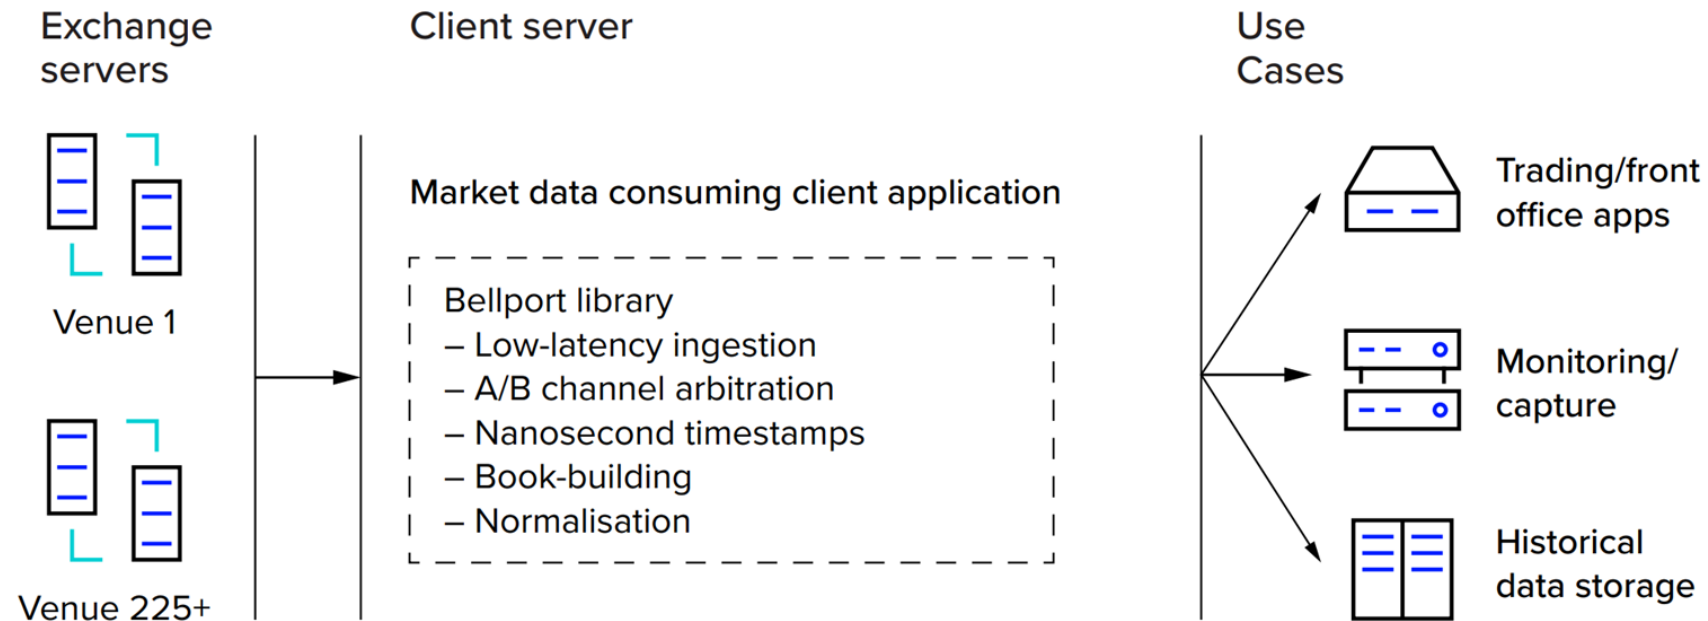 Exchange
servers
Client server
Use
Cases
Venue 1
Venue 225+
Market data consuming client application
Bellport library
– Low-latency ingestion
– A/B channel arbitration
– Nanosecond timestamps
– Book-building
– Normalisation
Trading/front
office apps
Monitoring/
capture
Historical
data storage